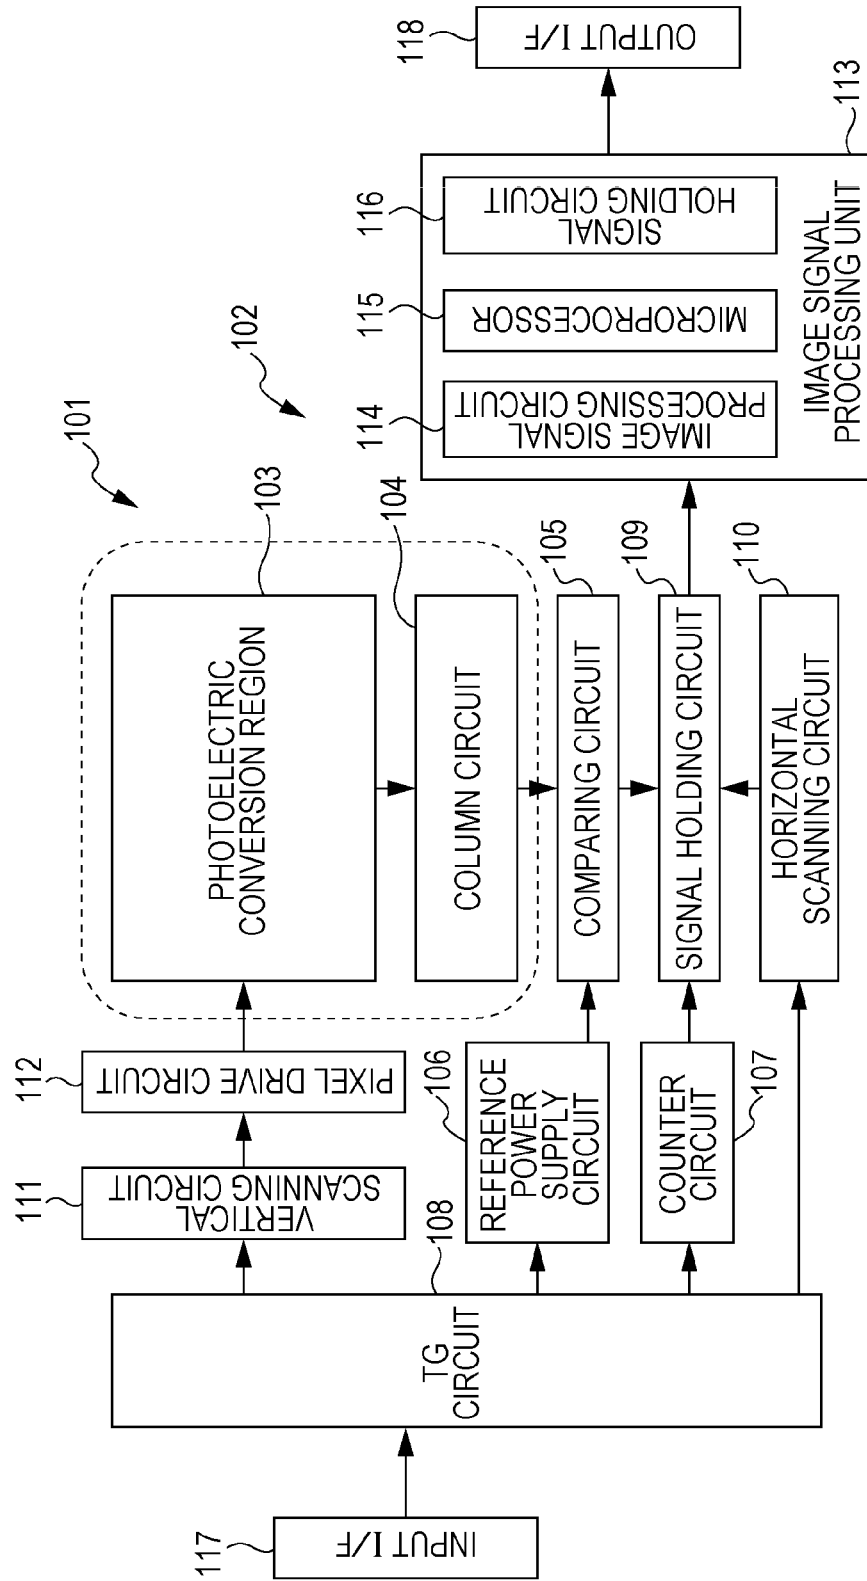 101
102
117
INPUT I/F
108
TG
CIRCUIT
111
VERTICAL
SCANNING CIRCUIT
112
PIXEL DRIVE CIRCUIT
103
PHOTOELECTRIC
CONVERSION REGION
104
COLUMN CIRCUIT
106
REFERENCE
POWER
SUPPLY
CIRCUIT
105
COMPARING CIRCUIT
107
COUNTER
CIRCUIT
109
SIGNAL HOLDING CIRCUIT
110
HORIZONTAL
SCANNING CIRCUIT
114
IMAGE SIGNAL
PROCESSING CIRCUIT
115
MICROPROCESSOR
116
SIGNAL
HOLDING CIRCUIT
113
IMAGE SIGNAL
PROCESSING UNIT
118
OUTPUT I/F